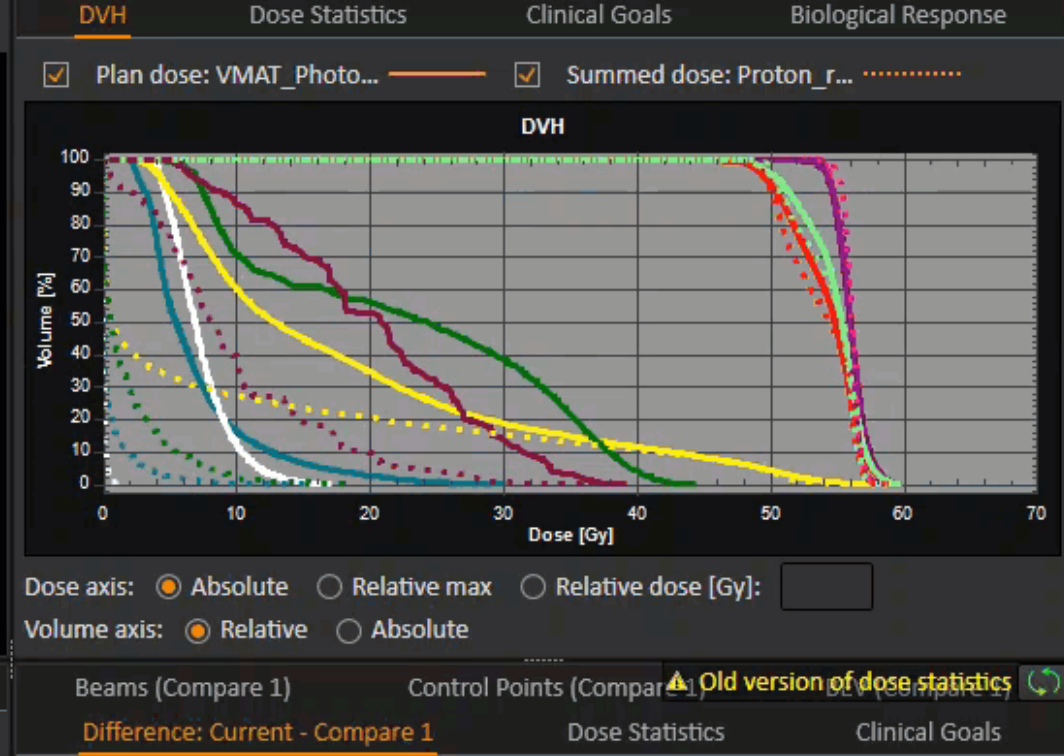 DVH Dose Statistics Clinical Goals Biological Response
Plan dose: VMAT_Photo... Summed dose: Proton_r...
DVH
100
90
80
70
60
50
40
30
20
10
0
Volume [%]
0 10 20 30 40 50 60 70
Dose [Gy]
Dose axis: Absolute Relative max Relative dose [Gy]:
Volume axis: Relative Absolute
Beams (Compare 1) Control Points (Compare 1) BEV (Compare 1)
Old version of dose statistics
Difference: Current - Compare 1 Dose Statistics Clinical Goals